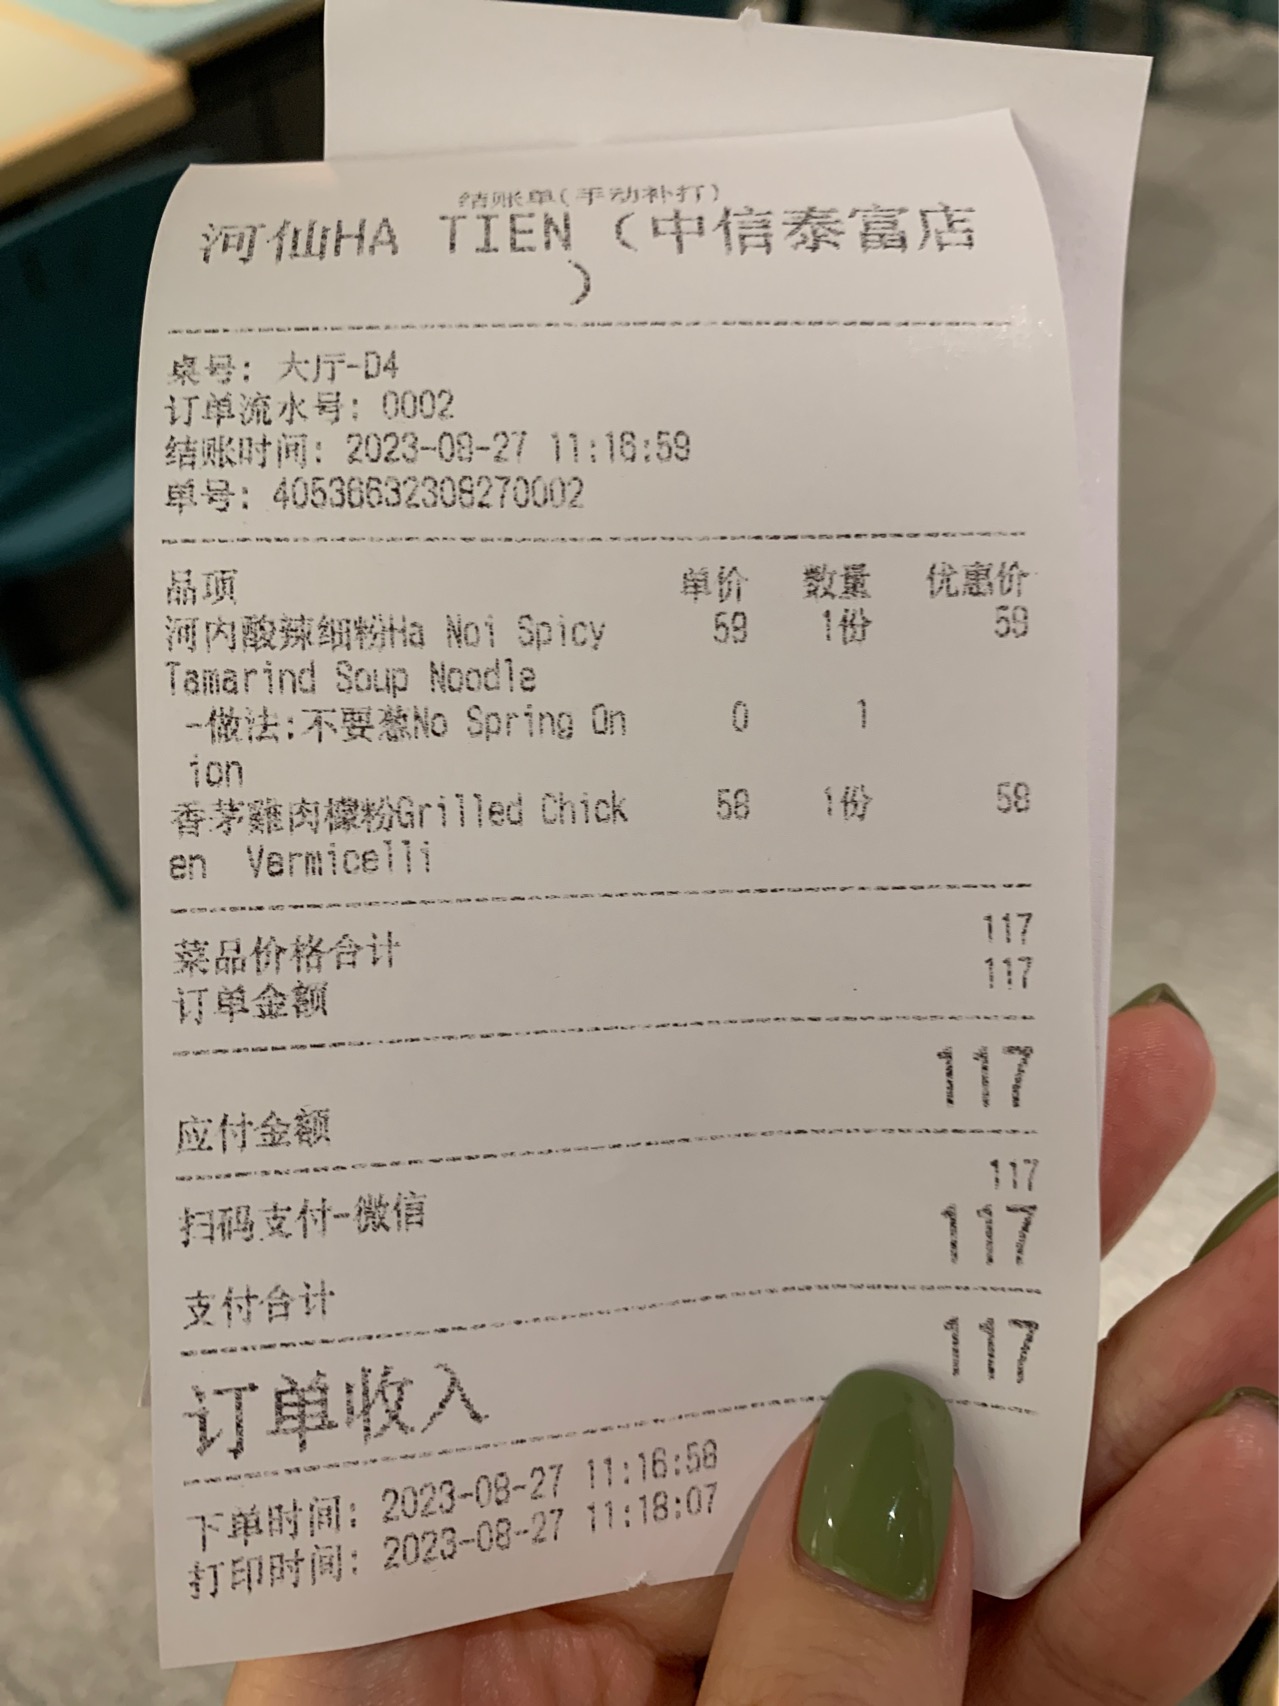 结账单(手动补打)
河仙HA TIEN (中信泰富店
)
桌号: 大厅-D4
订单流水号: 0002
结账时间: 2023-08-27 11:16:59
单号: 40536632308270002
品项 单价 数量 优惠价
河内酸辣细粉Ha Noi Spicy 59 1份 59
Tamarind Soup Noodle
-做法:不要葱No Spring On 0 1
ion
香茅雞肉檬粉Grilled Chick 58 1份 58
en Vermicelli
菜品价格合计 117
订单金额 117
应付金额 117
扫码支付-微信 117
支付合计 117
订单收入 117
下单时间: 2023-08-27 11:16:58
打印时间: 2023-08-27 11:18:07